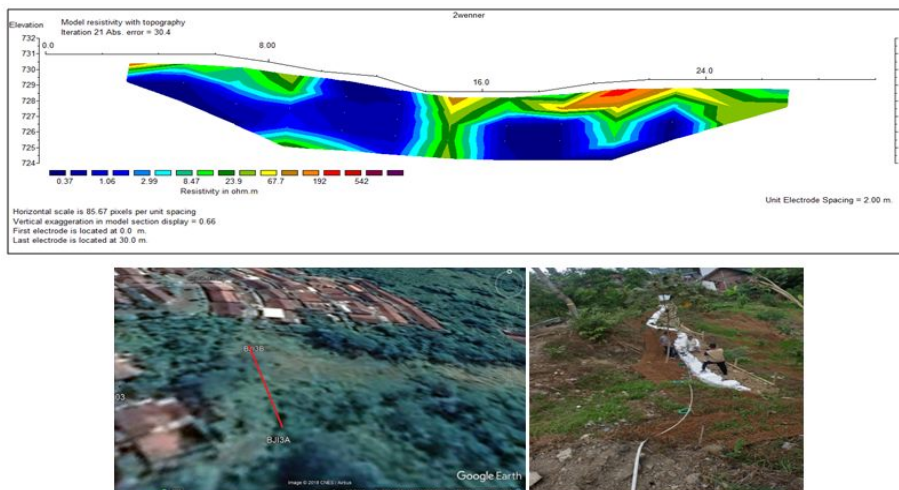 2wenner
Elevation
Model resistivity with topography
Iteration 21 Abs. error = 30.4
732
731
730
729
728
727
726
725
724
0.0
8.00
16.0
24.0
0.37 1.06 2.99 8.47 23.9 67.7 192 542
Resistivity in ohm.m
Unit Electrode Spacing = 2.00 m.
Horizontal scale is 85.67 pixels per unit spacing
Vertical exaggeration in model section display = 0.66
First electrode is located at 0.0 m.
Last electrode is located at 30.0 m.
BJI3B
03
BJI3A
Google Earth